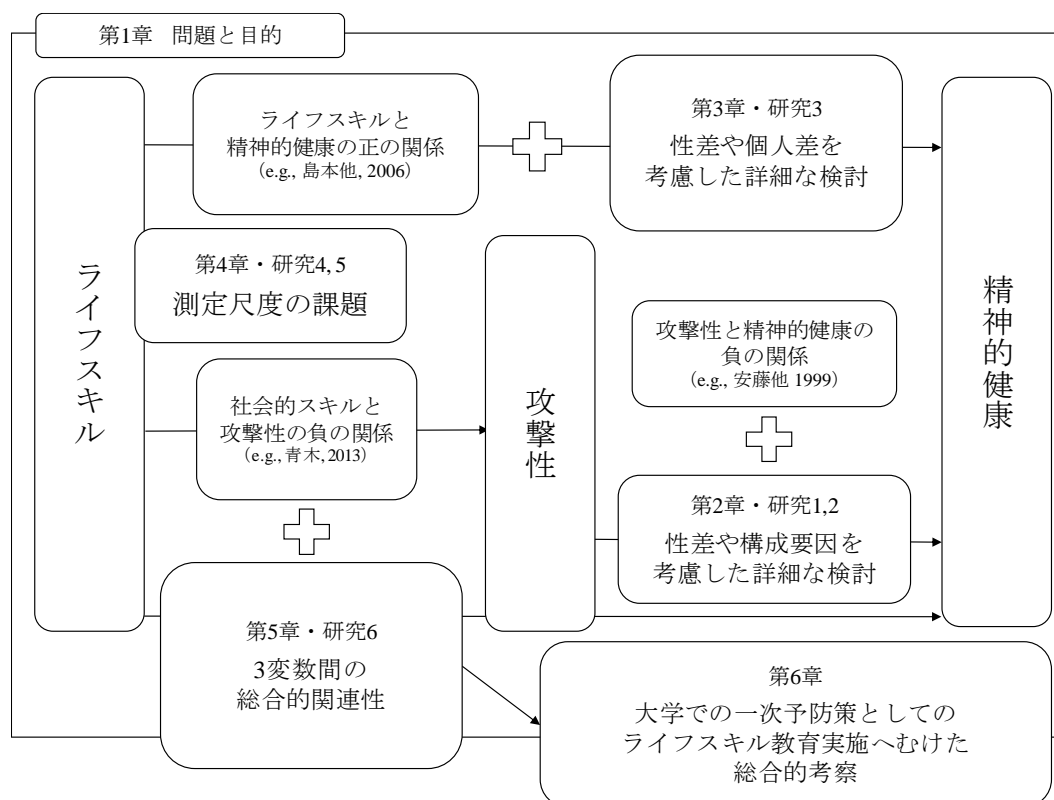 第1章 問題と目的
ライフスキルと
精神的健康の正の関係
(e.g., 島本他, 2006)
第3章・研究3
性差や個人差を
考慮した詳細な検討
ライフスキル
第4章・研究4, 5
測定尺度の課題
攻撃性
攻撃性と精神的健康の
負の関係
(e.g., 安藤他 1999)
精神的健康
社会的スキルと
攻撃性の負の関係
(e.g., 青木, 2013)
第2章・研究1,2
性差や構成要因を
考慮した詳細な検討
第5章・研究6
3変数間の
総合的関連性
第6章
大学での一次予防策としての
ライフスキル教育実施へむけた
総合的考察